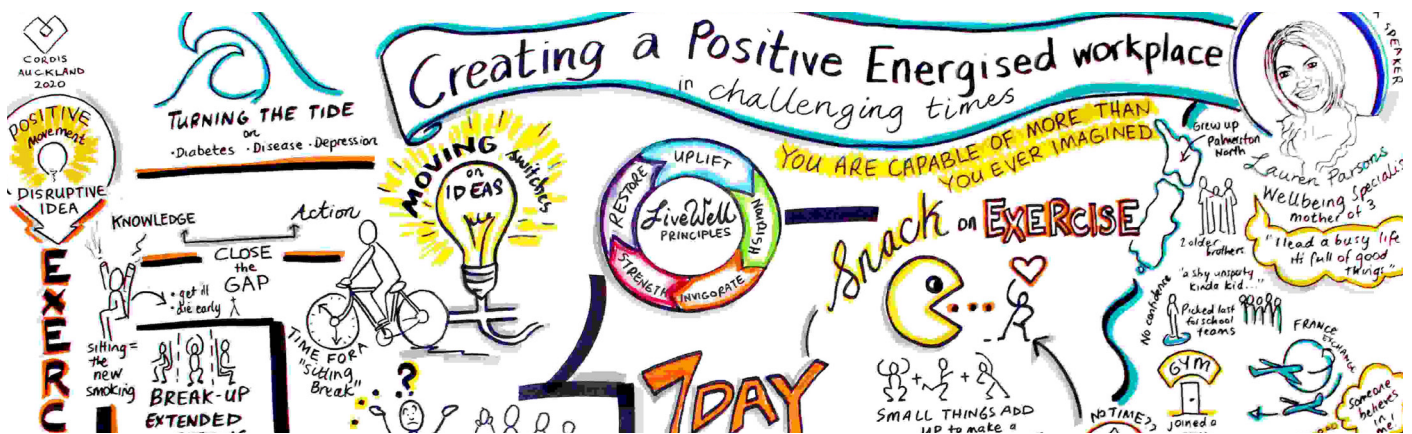 CORDIS
AUCKLAND
2020
POSITIVE
movement
DISRUPTIVE
IDEA
EXERC
TURNING THE TIDE
on
• Diabetes • Disease • Depression
KNOWLEDGE
Action
CLOSE
the
GAP
• get ill
• die early
sitting =
the
new
smoking
BREAK-UP
EXTENDED
TIME FOR A
"sitting
Break"
Creating a Positive Energised workplace
in challenging times
MOVING
on
IDEAS
switches
?
UPLIFT
NOURISH
INVIGORATE
STRENGTH
RESTORE
LiveWell
PRINCIPLES
YOU ARE CAPABLE OF MORE THAN
YOU EVER IMAGINED
Snack on EXERCISE
7 DAY
SMALL THINGS ADD
UP to make a
NO TIME??
SPEAKER
Lauren Parsons
Wellbeing Specialis
mother of 3
"I lead a busy life
Hi full of good
things"
Grew up
Palmerston
North
2 older
brothers
"a shy unsporty
kinda kid..."
No confidence
Picked last
for school
teams
FRANCE
EXCHANGE
GYM
joined a
someone
believes
in
me!